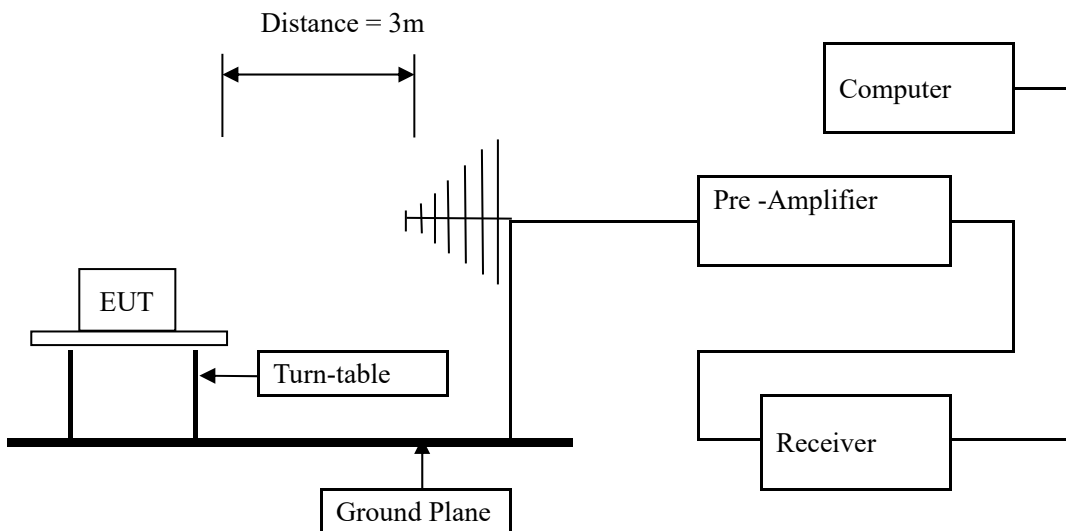 Distance = 3m
Computer
Pre -Amplifier
EUT
Turn-table
Receiver
Ground Plane